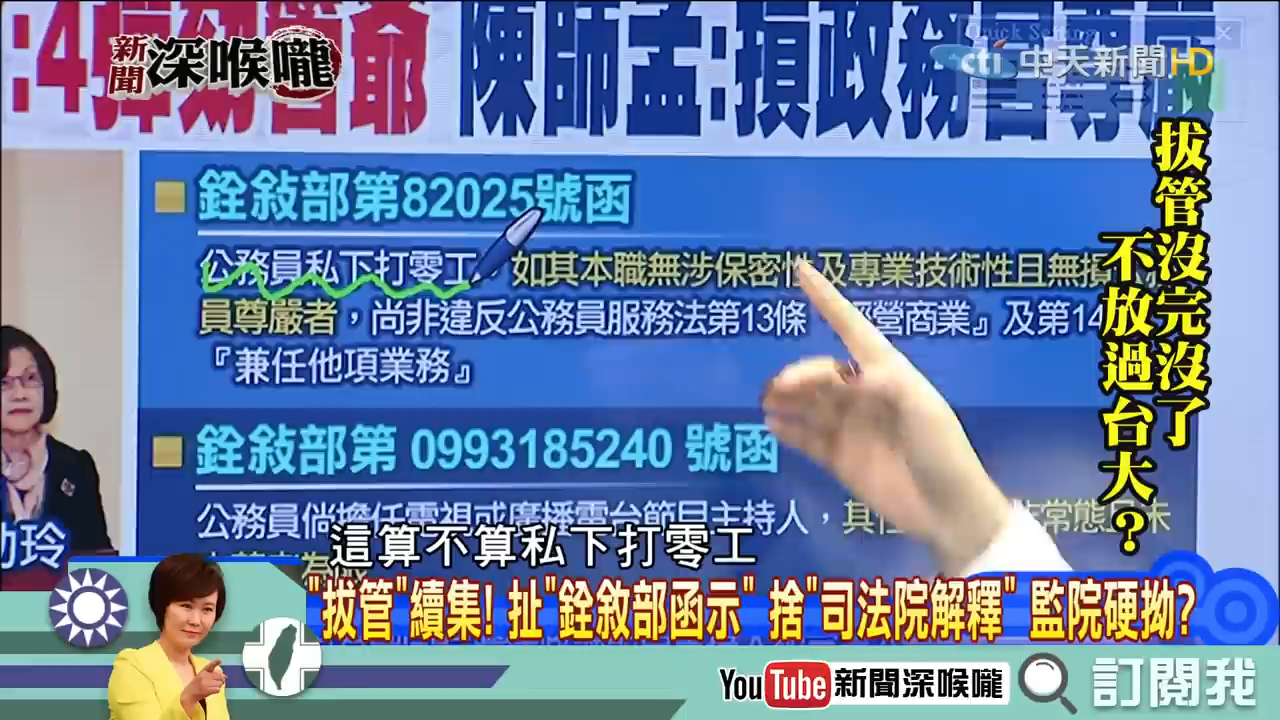 新聞深喉嚨
陳師孟:損政務官尊嚴
cti 中天新聞HD
拔管沒完沒了
不放過台大?
銓敘部第82025號函
公務員私下打零工,如其本職無涉保密性及專業技術性且無損
員尊嚴者,尚非違反公務員服務法第13條『經營商業』及第14
『兼任他項業務』
銓敘部第 0993185240 號函
公務員倘擔任電視或廣播電台節目主持人,其
常態且未
這算不算私下打零工
"拔管"續集! 扯"銓敘部函示" 捨"司法院解釋" 監院硬拗?
YouTube 新聞深喉嚨 訂閱我